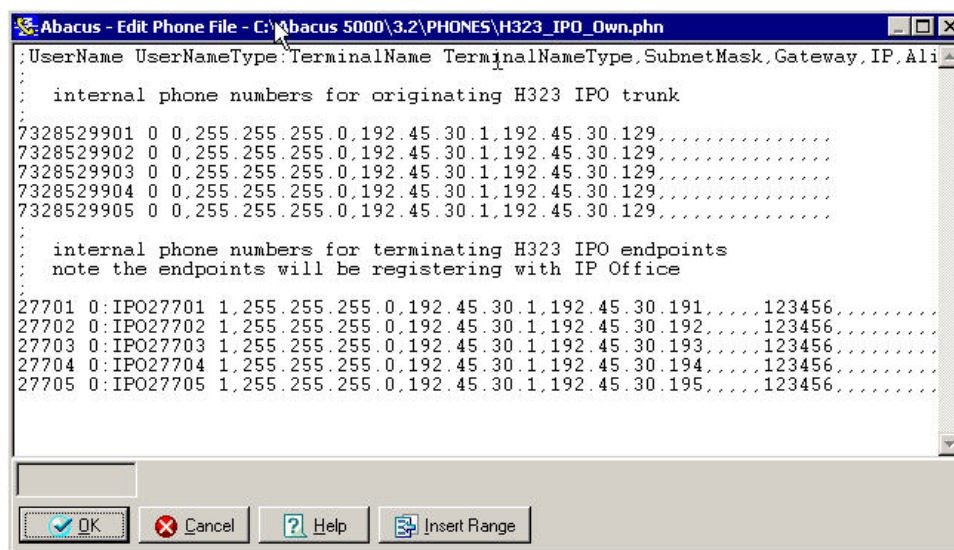 Abacus - Edit Phone File - C:\Abacus 5000\3.2\PHONES\H323_IPO_Own.phn
;UserName UserNameType:TerminalName TerminalNameType,SubnetMask,Gateway,IP,Ali
;
;   internal phone numbers for originating H323 IPO trunk
;
7328529901 0 0,255.255.255.0,192.45.30.1,192.45.30.129,,,,,,,,,,,,,,,
7328529902 0 0,255.255.255.0,192.45.30.1,192.45.30.129,,,,,,,,,,,,,,,
7328529903 0 0,255.255.255.0,192.45.30.1,192.45.30.129,,,,,,,,,,,,,,,
7328529904 0 0,255.255.255.0,192.45.30.1,192.45.30.129,,,,,,,,,,,,,,,
7328529905 0 0,255.255.255.0,192.45.30.1,192.45.30.129,,,,,,,,,,,,,,,
;
;   internal phone numbers for terminating H323 IPO endpoints
;   note the endpoints will be registering with IP Office
;
27701 0:IPO27701 1,255.255.255.0,192.45.30.1,192.45.30.191,,,,,123456,,,,,,,,,
27702 0:IPO27702 1,255.255.255.0,192.45.30.1,192.45.30.192,,,,,123456,,,,,,,,,
27703 0:IPO27703 1,255.255.255.0,192.45.30.1,192.45.30.193,,,,,123456,,,,,,,,,
27704 0:IPO27704 1,255.255.255.0,192.45.30.1,192.45.30.194,,,,,123456,,,,,,,,,
27705 0:IPO27705 1,255.255.255.0,192.45.30.1,192.45.30.195,,,,,123456,,,,,,,,,
OK Cancel Help Insert Range